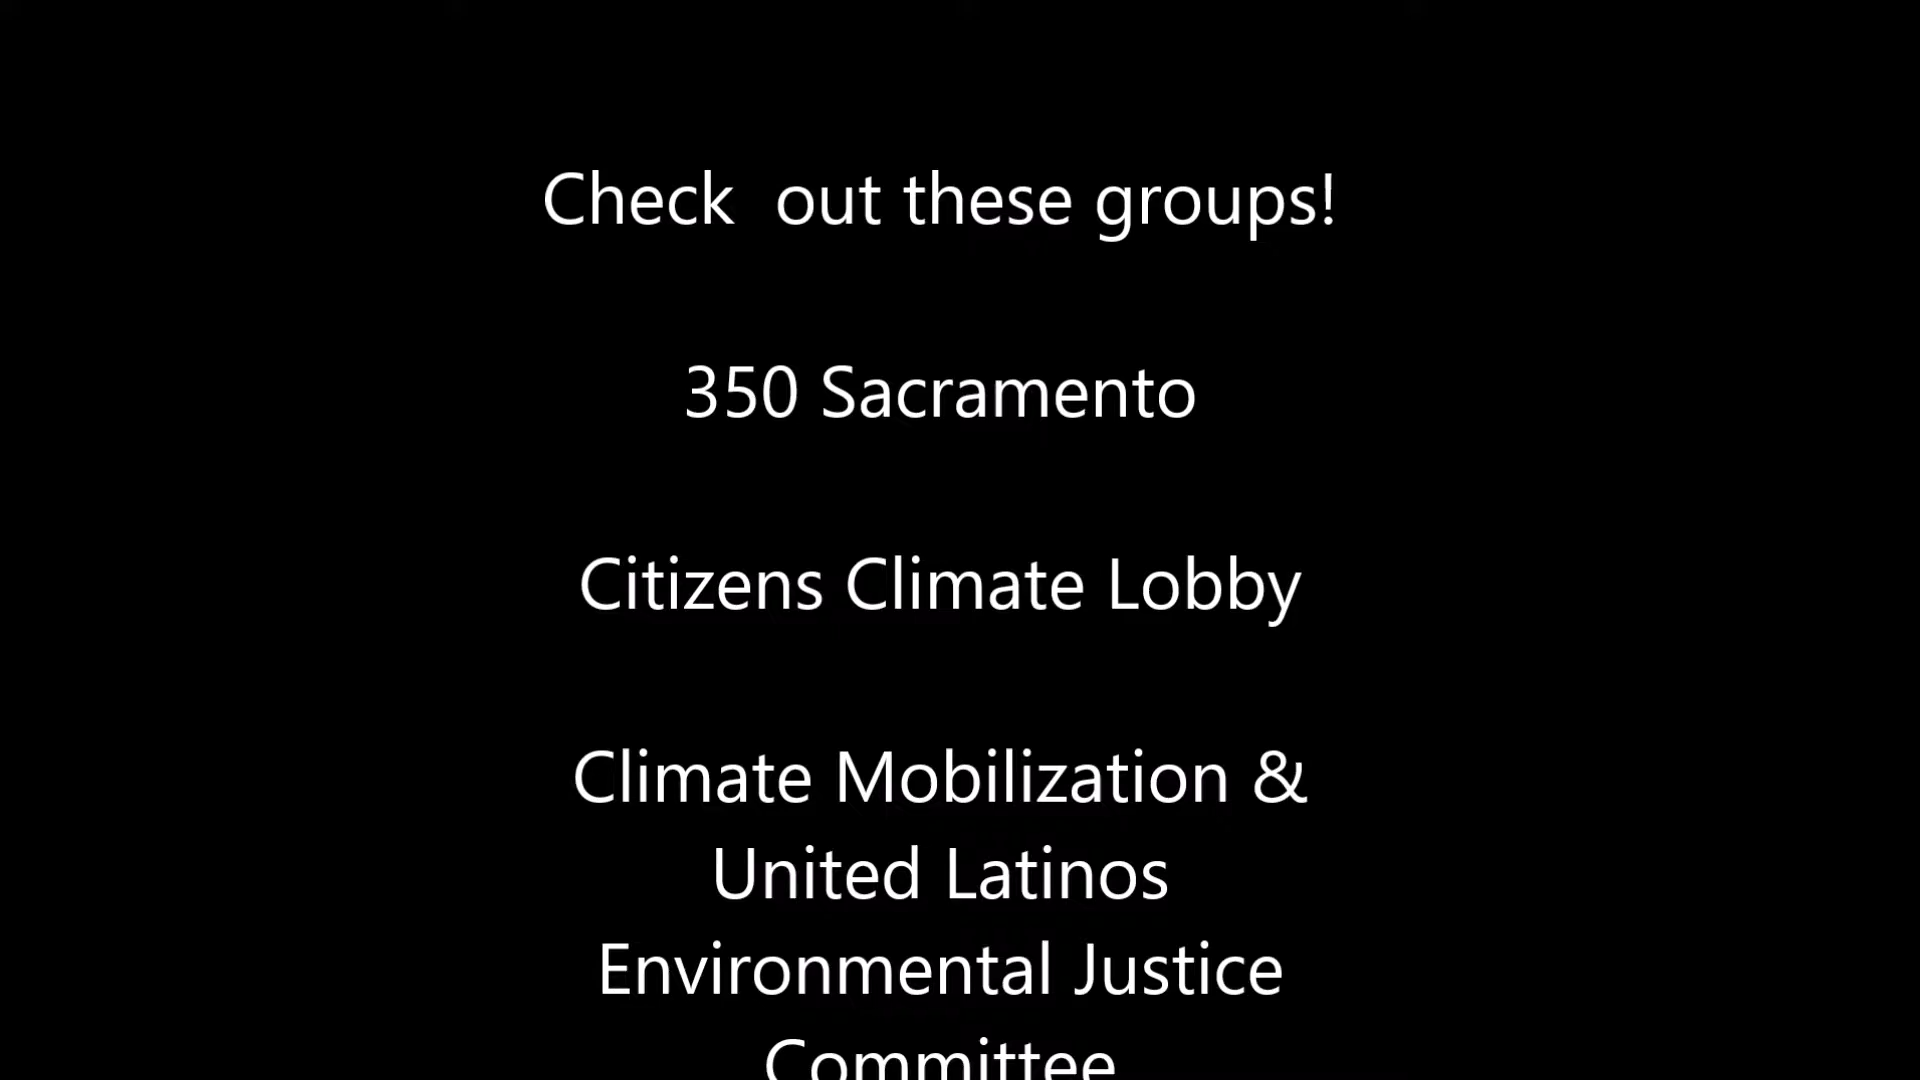 Check  out these groups!
350 Sacramento
Citizens Climate Lobby
Climate Mobilization &
United Latinos
Environmental Justice
Committee